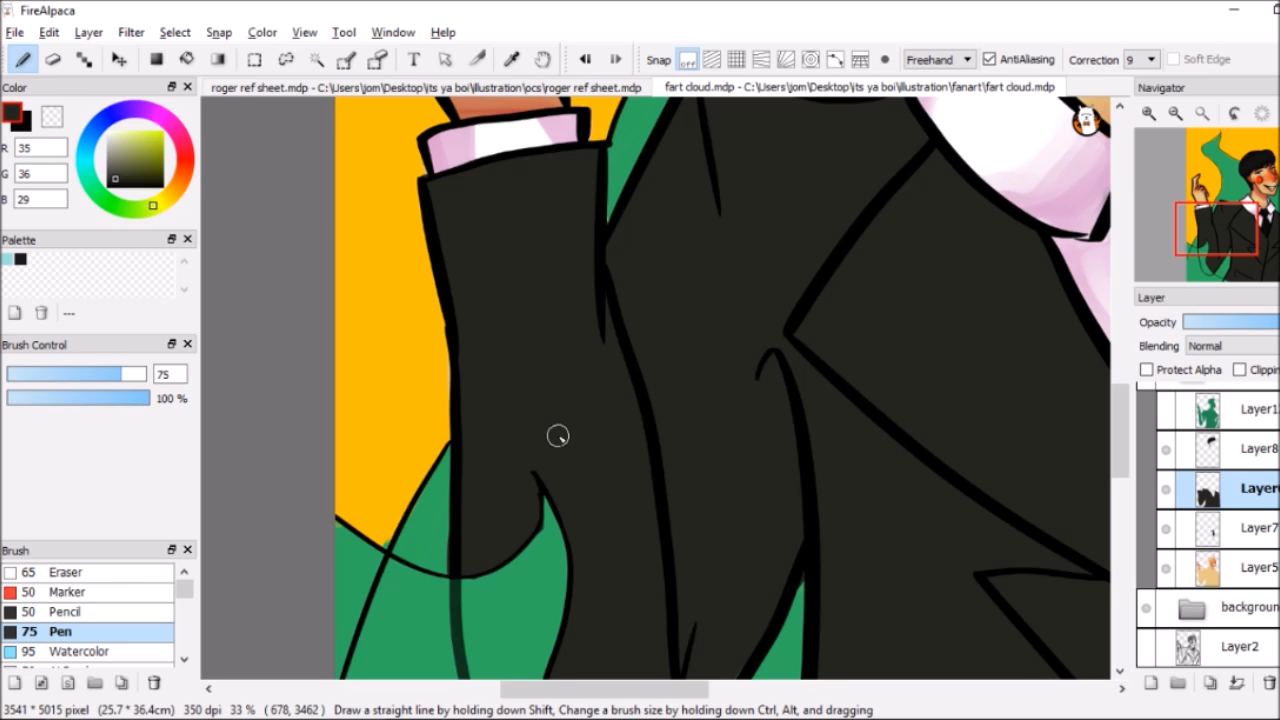 FireAlpaca
File Edit Layer Filter Select Snap Color View Tool Window Help
Snap off Freehand AntiAliasing Correction 9 Soft Edge
Color
roger ref sheet.mdp - C:\Users\jom\Desktop\its ya boi\illustration\ocs\roger ref sheet.mdp
fart cloud.mdp - C:\Users\jom\Desktop\its ya boi\illustration\fanart\fart cloud.mdp
Navigator
R 35
G 36
B 29
Palette
---
Brush Control
75
100 %
Brush
65 Eraser
50 Marker
50 Pencil
75 Pen
95 Watercolor
Layer
Opacity
Blending Normal
Protect Alpha Clippin
Layer1
Layer8
Layer
Layer7
Layer5
backgroun
Layer2
3541 * 5015 pixel (25.7 * 36.4cm) 350 dpi 33 % ( 678, 3462 ) Draw a straight line by holding down Shift, Change a brush size by holding down Ctrl, Alt, and dragging